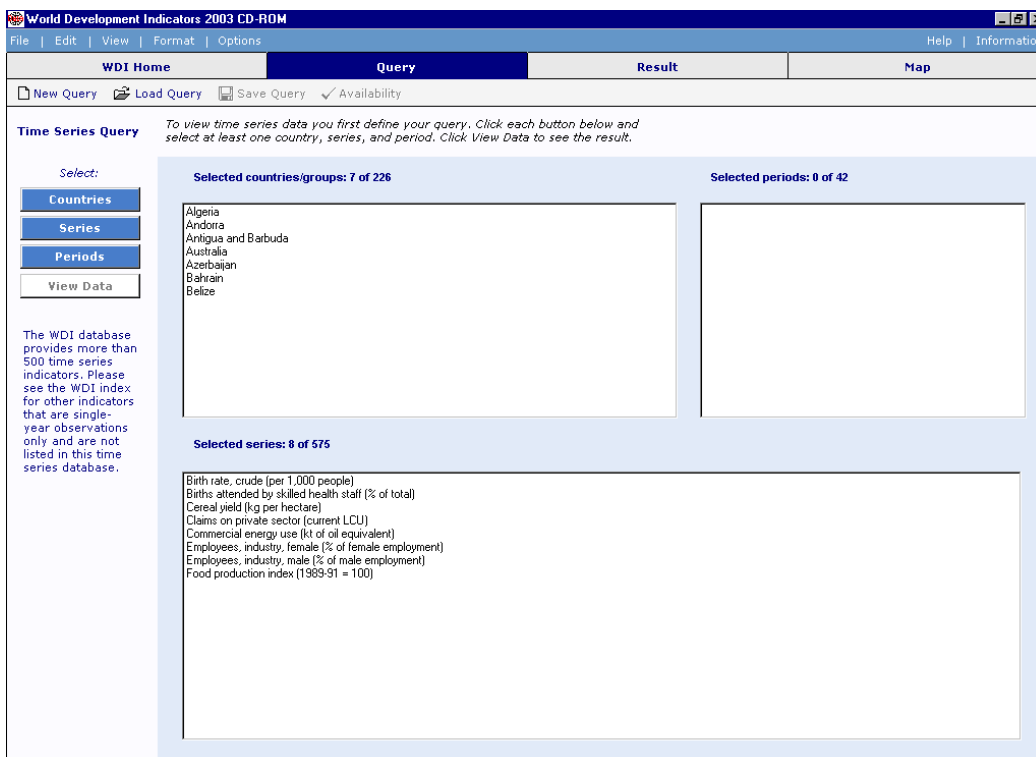 World Development Indicators 2003 CD-ROM
File | Edit | View | Format | Options Help | Informatio
WDI Home Query Result Map
New Query Load Query Save Query Availability
Time Series Query
To view time series data you first define your query. Click each button below and
select at least one country, series, and period. Click View Data to see the result.
Select:
Countries
Series
Periods
View Data
The WDI database
provides more than
500 time series
indicators. Please
see the WDI index
for other indicators
that are single-
year observations
only and are not
listed in this time
series database.
Selected countries/groups: 7 of 226
Algeria
Andorra
Antigua and Barbuda
Australia
Azerbaijan
Bahrain
Belize
Selected periods: 0 of 42
Selected series: 8 of 575
Birth rate, crude (per 1,000 people)
Births attended by skilled health staff (% of total)
Cereal yield (kg per hectare)
Claims on private sector (current LCU)
Commercial energy use (kt of oil equivalent)
Employees, industry, female (% of female employment)
Employees, industry, male (% of male employment)
Food production index (1989-91 = 100)